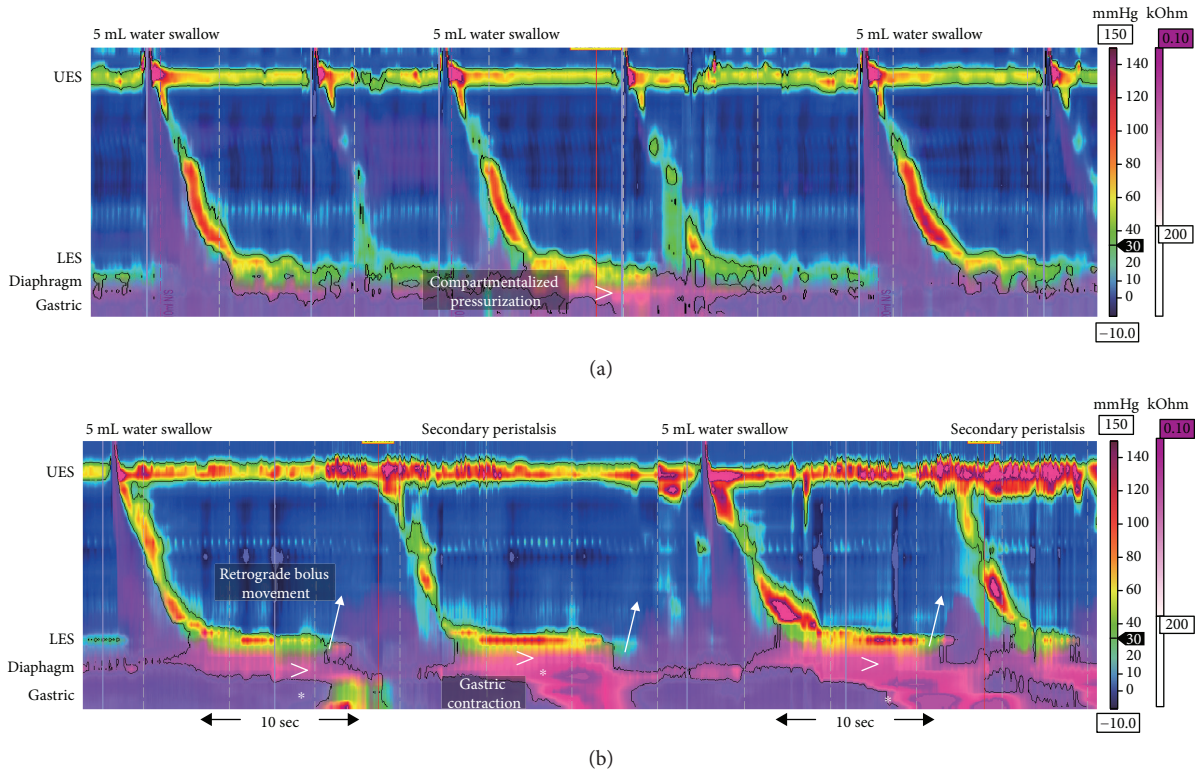 5 mL water swallow
5 mL water swallow
5 mL water swallow
mmHg
kOhm
150
0.10
UES
140
120
100
80
60
40
30
20
10
0
200
LES
Diaphragm
Gastric
Compartmentalized
pressurization
>
−10.0
(a)
5 mL water swallow
Secondary peristalsis
5 mL water swallow
Secondary peristalsis
mmHg
kOhm
150
0.10
UES
140
120
100
80
60
40
30
20
10
0
200
Retrograde bolus
movement
LES
Diaphagm
Gastric
>
>
>
*
*
*
Gastric
contraction
10 sec
10 sec
−10.0
(b)